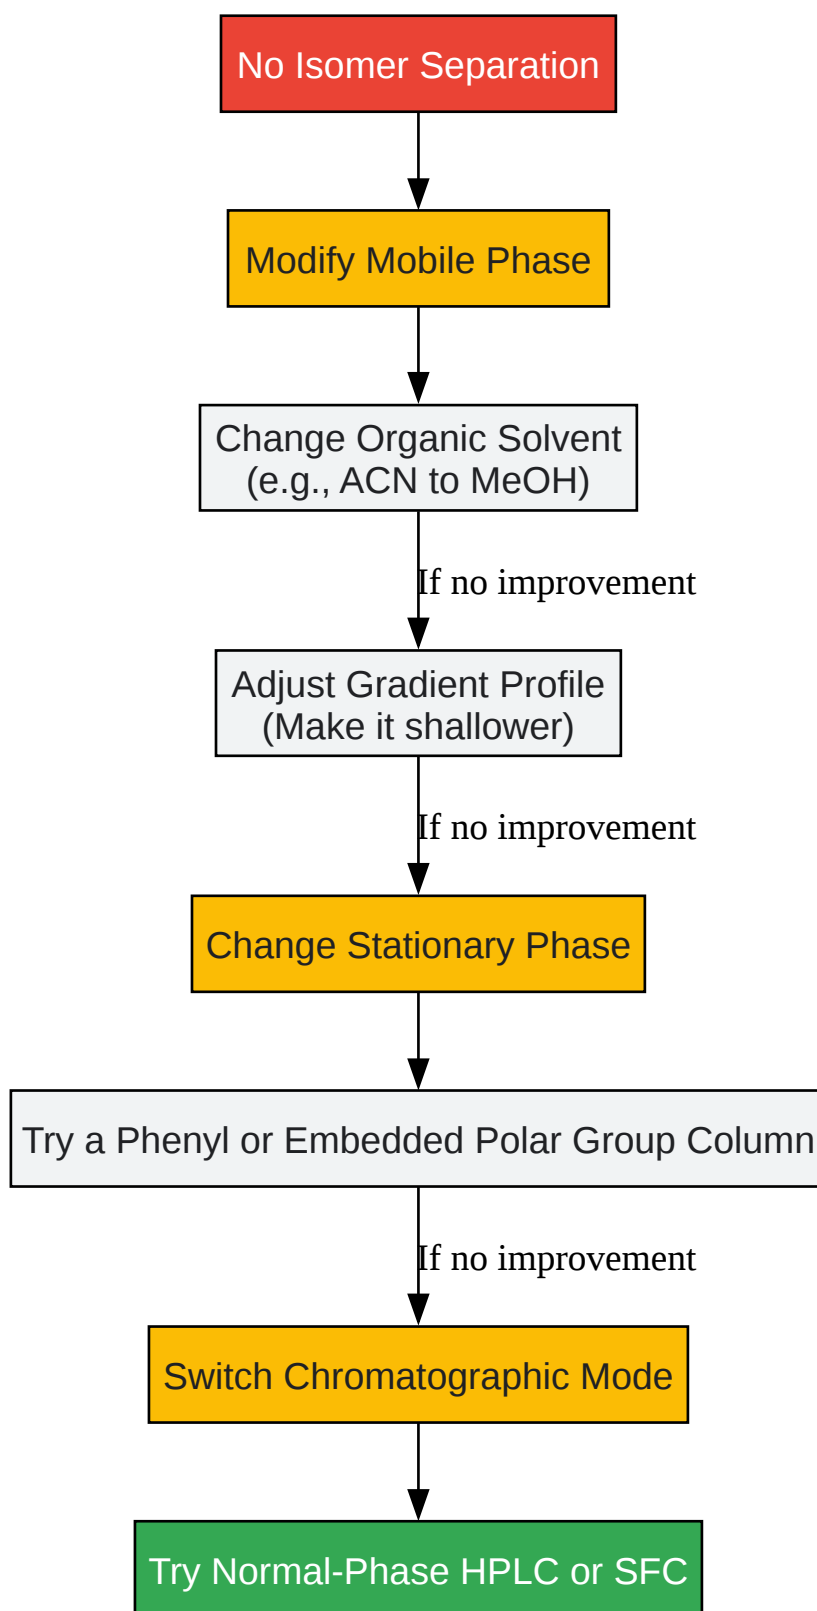 No Isomer Separation
Modify Mobile Phase
Change Organic Solvent
(e.g., ACN to MeOH)
If no improvement
Adjust Gradient Profile
(Make it shallower)
If no improvement
Change Stationary Phase
Try a Phenyl or Embedded Polar Group Column
If no improvement
Switch Chromatographic Mode
Try Normal-Phase HPLC or SFC